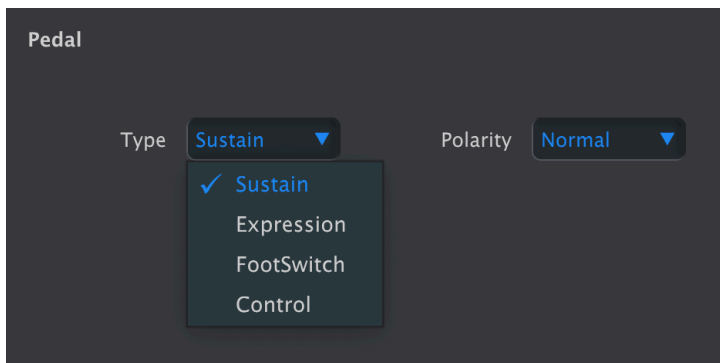 Pedal
Type Sustain Polarity Normal
Sustain
Expression
FootSwitch
Control